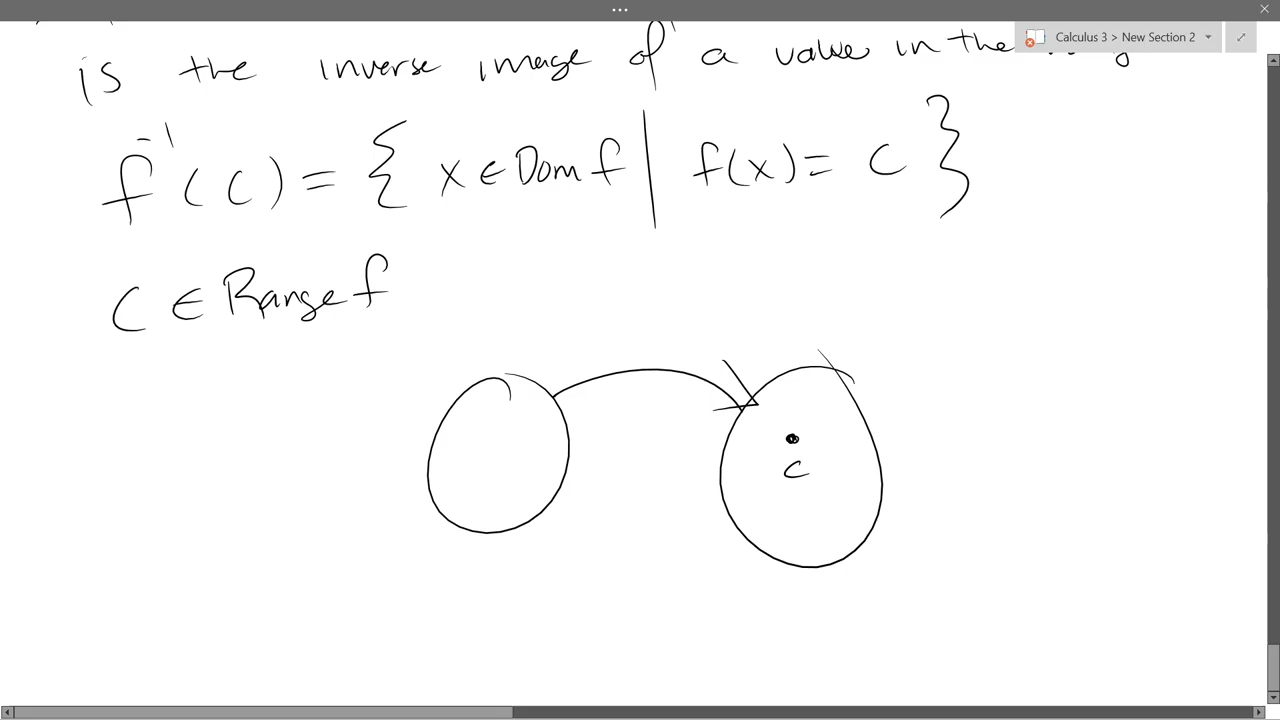 Calculus 3 > New Section 2
is the inverse image of a value in the
f⁻¹(c) = { x ∈ Dom f | f(x) = c }
c ∈ Range f
c